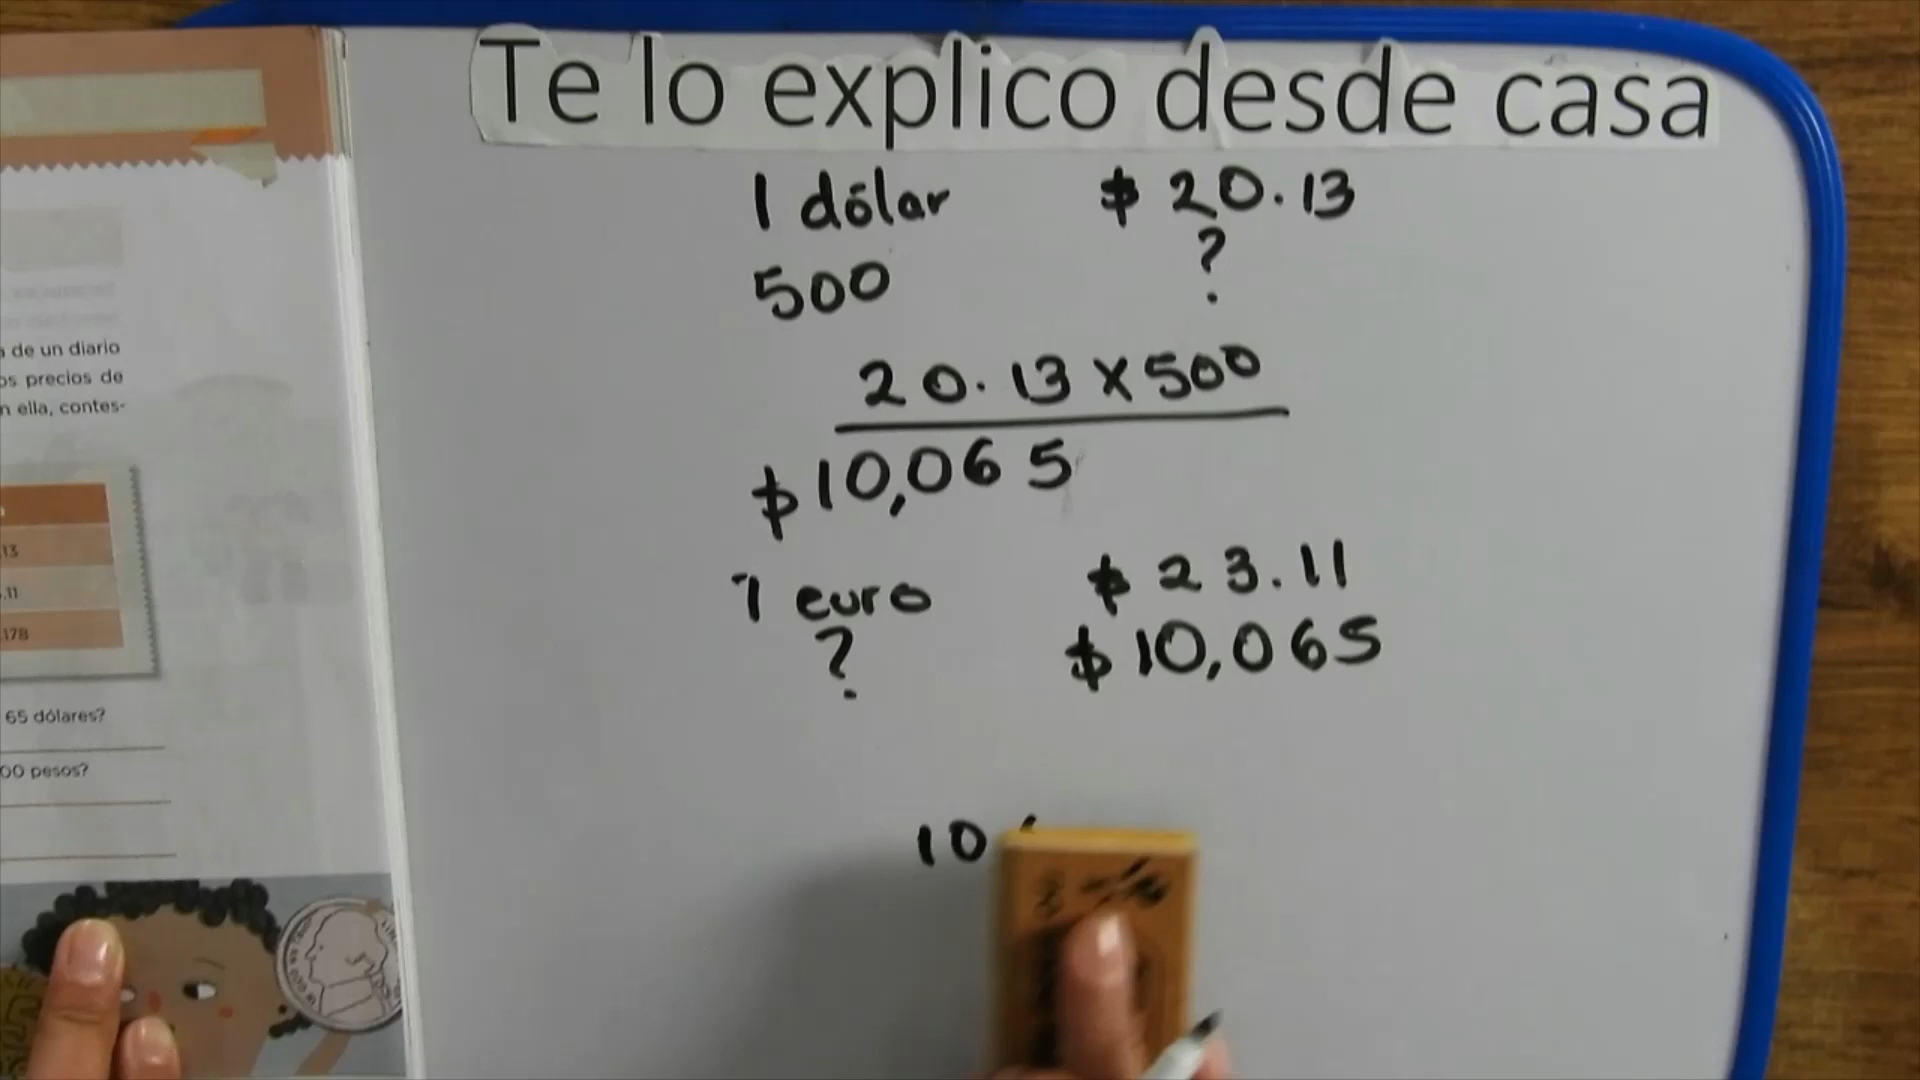 Te lo explico desde casa
1 dólar $ 20.13
500 ?
20.13 x 500
$10,065
1 euro $ 23.11
? $10,065
10
de un diario
os precios de
n ella, contes-
13
.11
.178
65 dólares?
00 pesos?